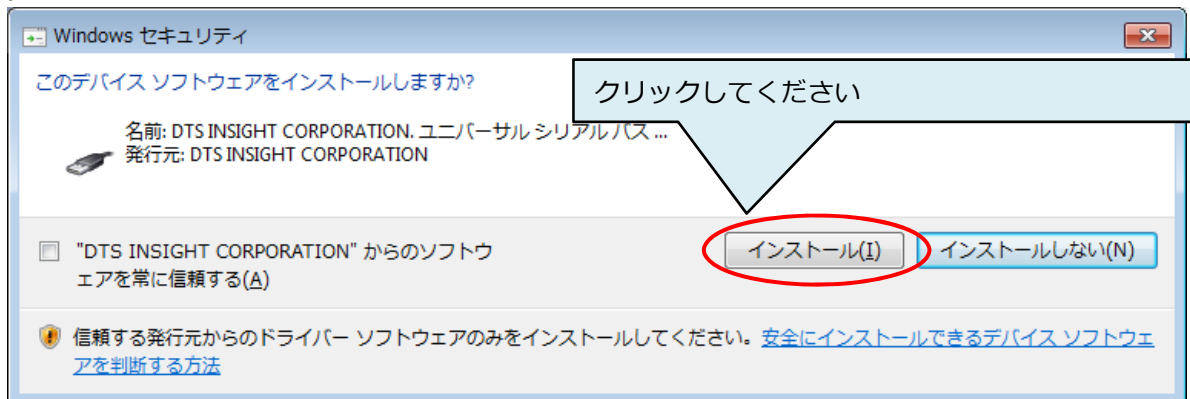 Windows セキュリティ
このデバイス ソフトウェアをインストールしますか?
クリックしてください
名前: DTS INSIGHT CORPORATION. ユニバーサル シリアル バス ...
発行元: DTS INSIGHT CORPORATION
"DTS INSIGHT CORPORATION" からのソフトウ
ェアを常に信頼する(A)
インストール(I)
インストールしない(N)
信頼する発行元からのドライバー ソフトウェアのみをインストールしてください。安全にインストールできるデバイス ソフトウェ
アを判断する方法